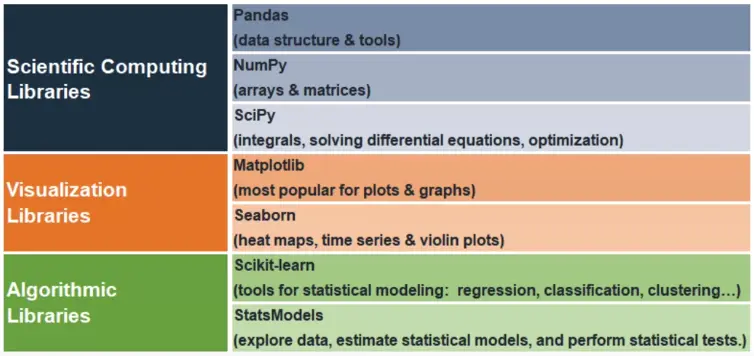 Scientific Computing
Libraries
Pandas
(data structure & tools)
NumPy
(arrays & matrices)
SciPy
(integrals, solving differential equations, optimization)
Visualization
Libraries
Matplotlib
(most popular for plots & graphs)
Seaborn
(heat maps, time series & violin plots)
Algorithmic
Libraries
Scikit-learn
(tools for statistical modeling:  regression, classification, clustering…)
StatsModels
(explore data, estimate statistical models, and perform statistical tests.)